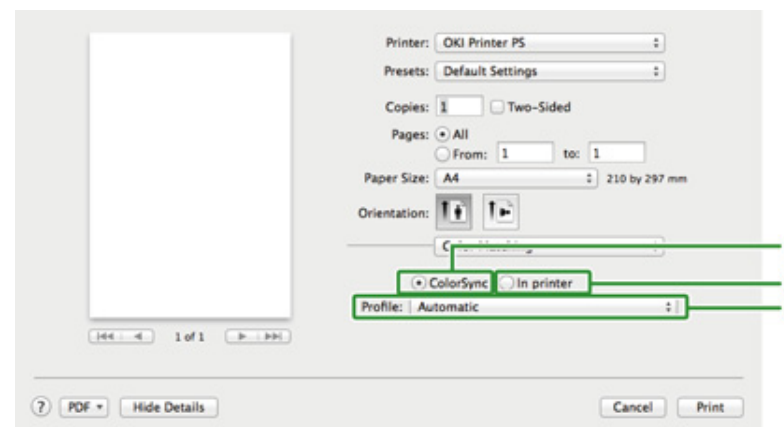 Printer: OKI Printer PS
Presets: Default Settings
Copies: 1 Two-Sided
Pages: All
From: 1 to: 1
Paper Size: A4 210 by 297 mm
Orientation:
ColorSync In printer
Profile: Automatic
1 of 1
? PDF Hide Details Cancel Print